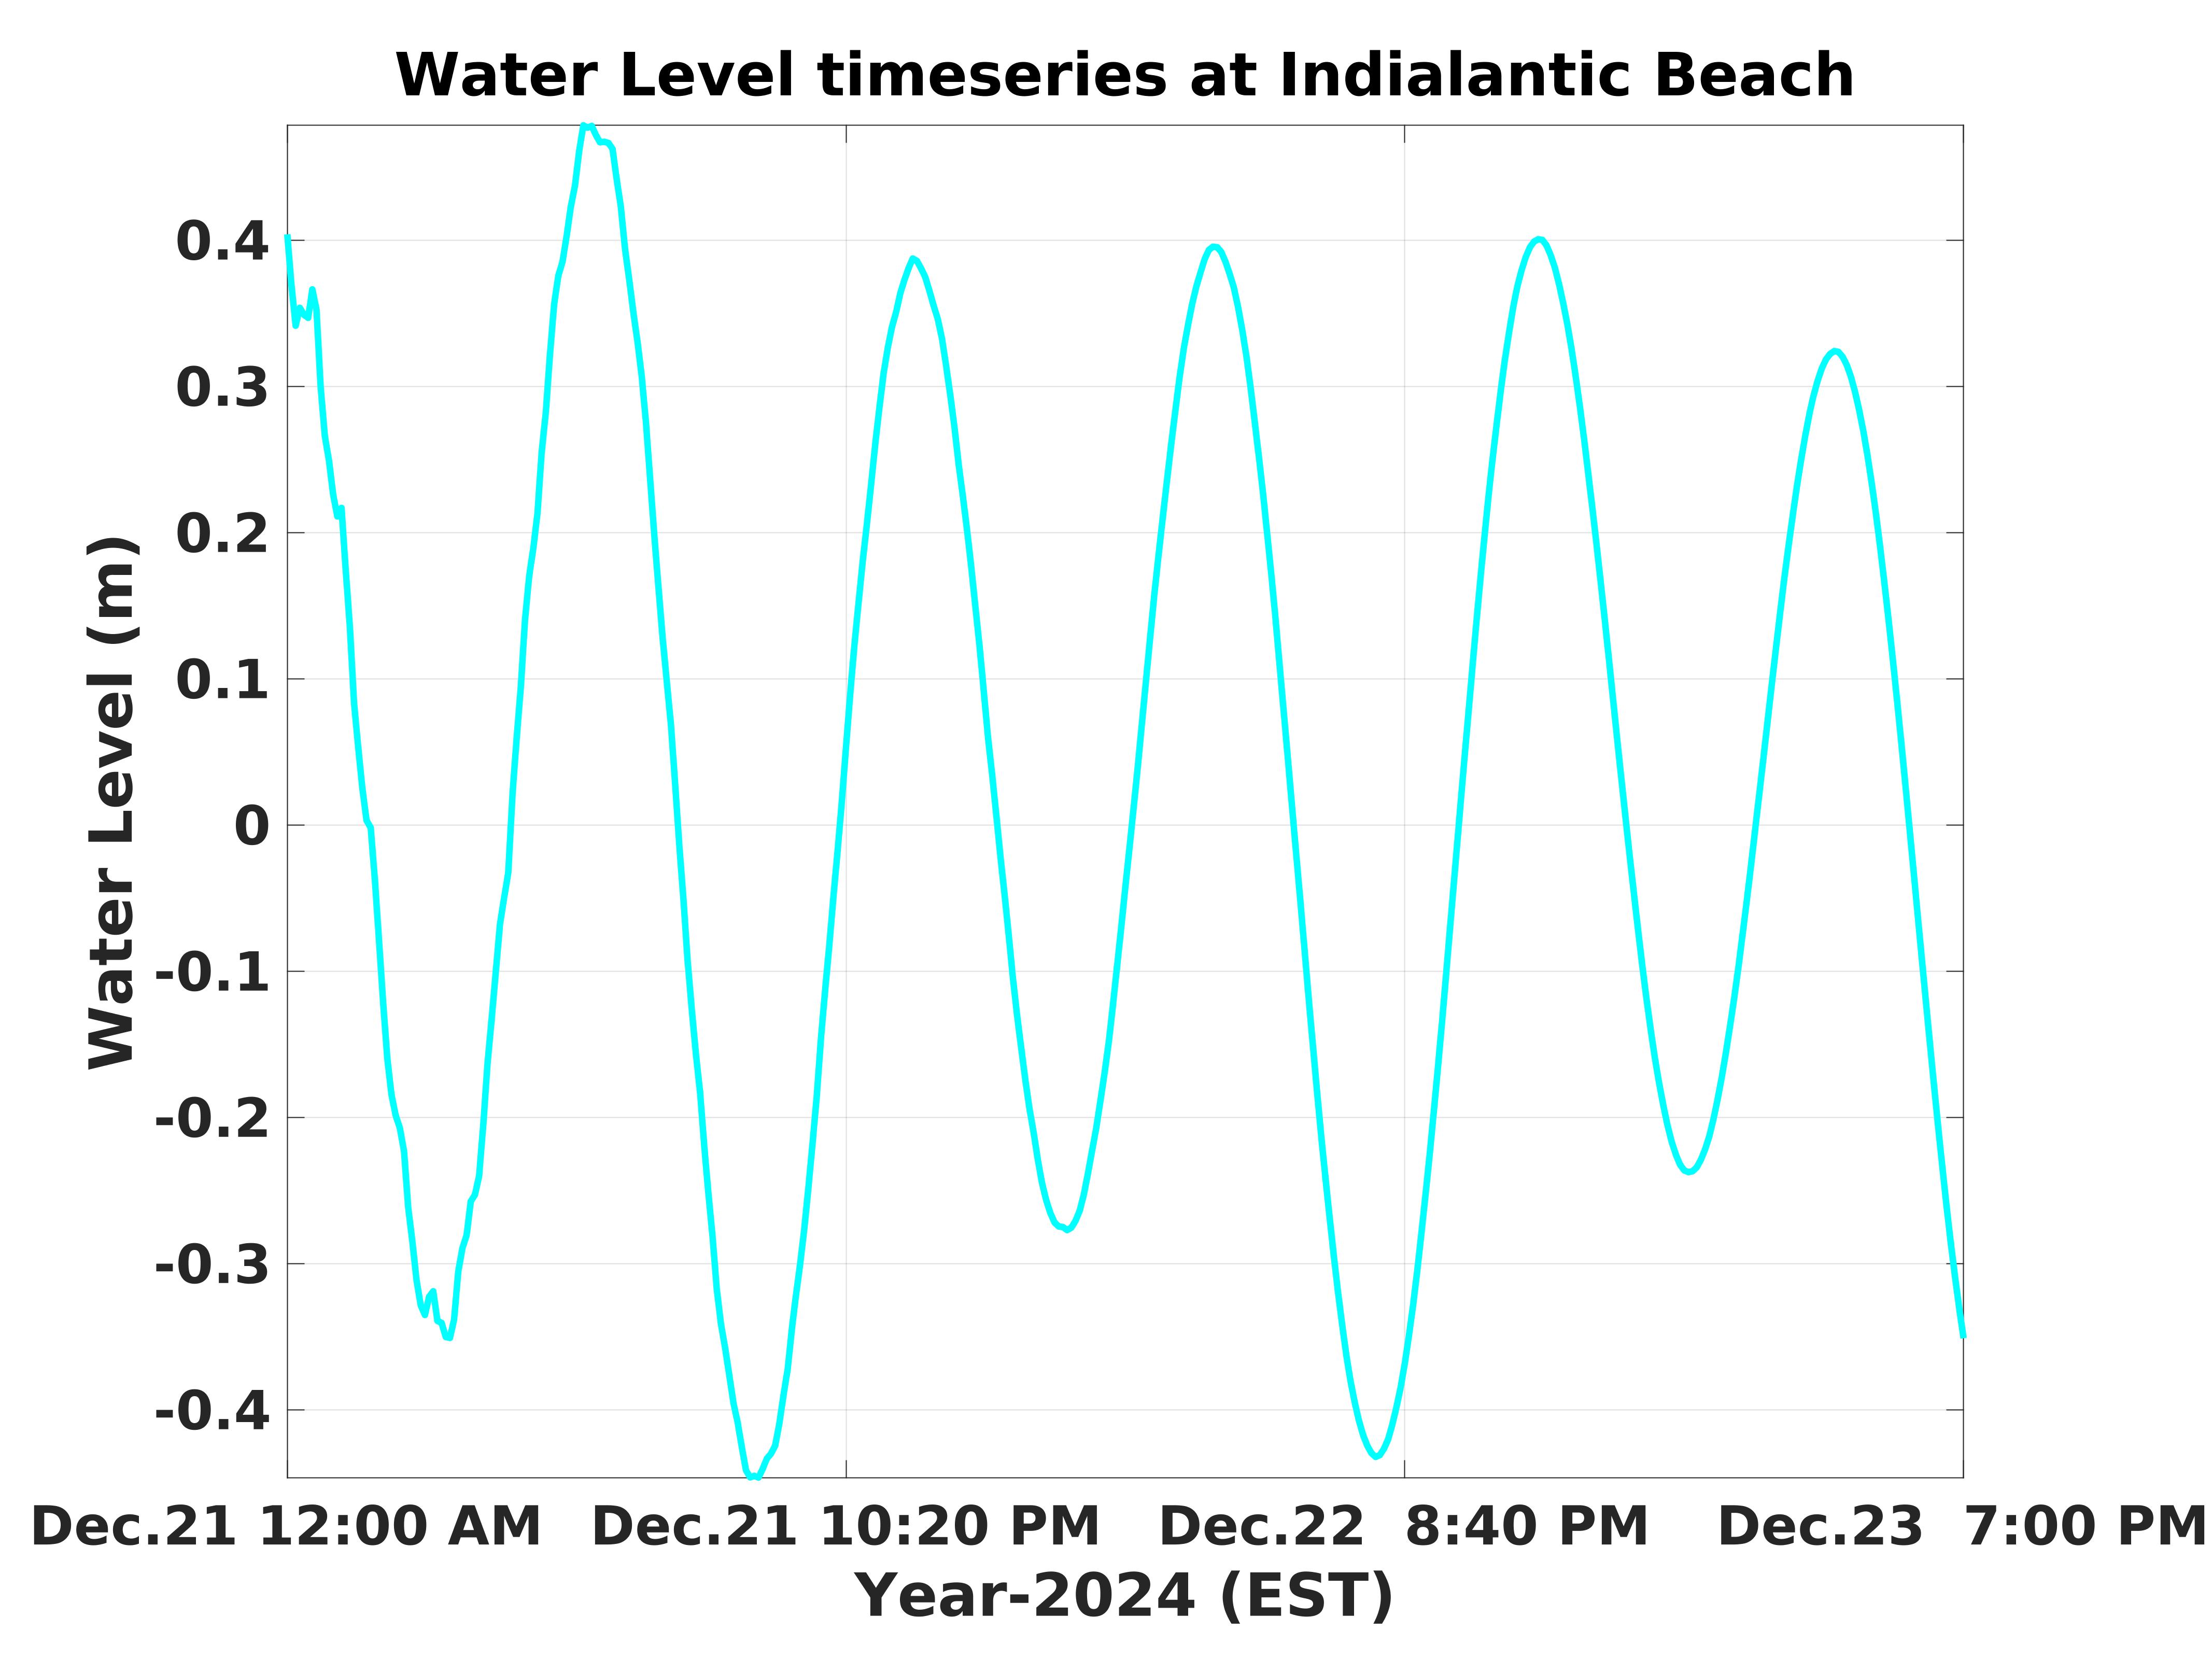 Water Level timeseries at Indialantic Beach
0.4
0.3
0.2
0.1
0
-0.1
-0.2
-0.3
-0.4
Water Level (m)
Dec.21 12:00 AM Dec.21 10:20 PM Dec.22 8:40 PM Dec.23 7:00 PM
Year-2024 (EST)